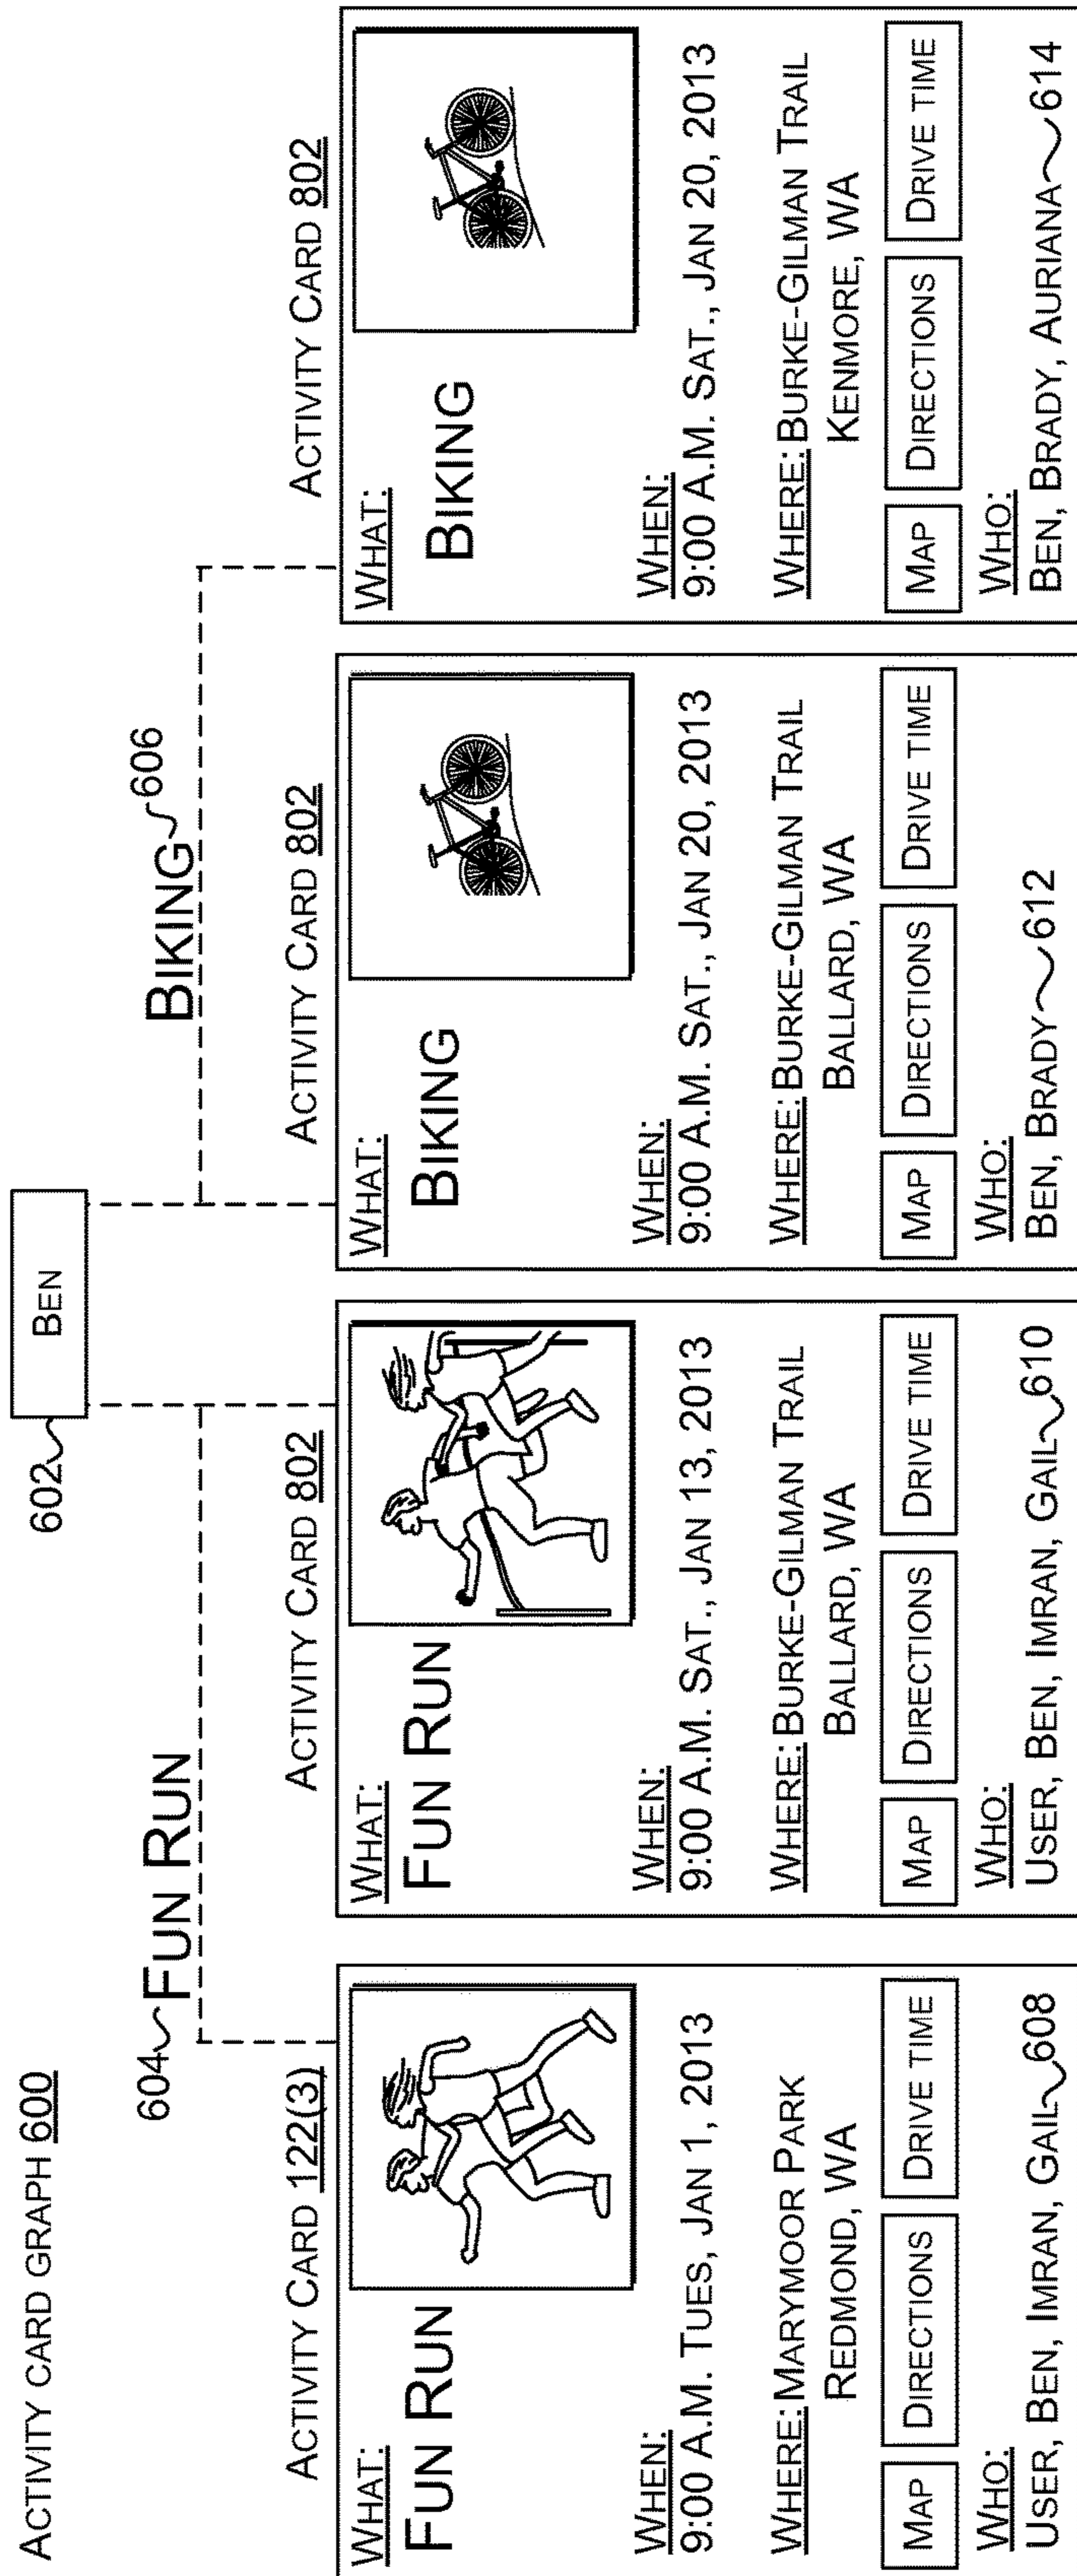 ACTIVITY CARD GRAPH 600
602 BEN
604 FUN RUN
BIKING 606
ACTIVITY CARD 122(3)
WHAT:
FUN RUN
WHEN:
9:00 A.M. TUES, JAN 1, 2013
WHERE: MARYMOOR PARK
REDMOND, WA
MAP DIRECTIONS DRIVE TIME
WHO:
USER, BEN, IMRAN, GAIL 608
ACTIVITY CARD 802
WHAT:
FUN RUN
WHEN:
9:00 A.M. SAT., JAN 13, 2013
WHERE: BURKE-GILMAN TRAIL
BALLARD, WA
MAP DIRECTIONS DRIVE TIME
WHO:
USER, BEN, IMRAN, GAIL 610
ACTIVITY CARD 802
WHAT:
BIKING
WHEN:
9:00 A.M. SAT., JAN 20, 2013
WHERE: BURKE-GILMAN TRAIL
BALLARD, WA
MAP DIRECTIONS DRIVE TIME
WHO:
BEN, BRADY 612
ACTIVITY CARD 802
WHAT:
BIKING
WHEN:
9:00 A.M. SAT., JAN 20, 2013
WHERE: BURKE-GILMAN TRAIL
KENMORE, WA
MAP DIRECTIONS DRIVE TIME
WHO:
BEN, BRADY, AURIANA 614